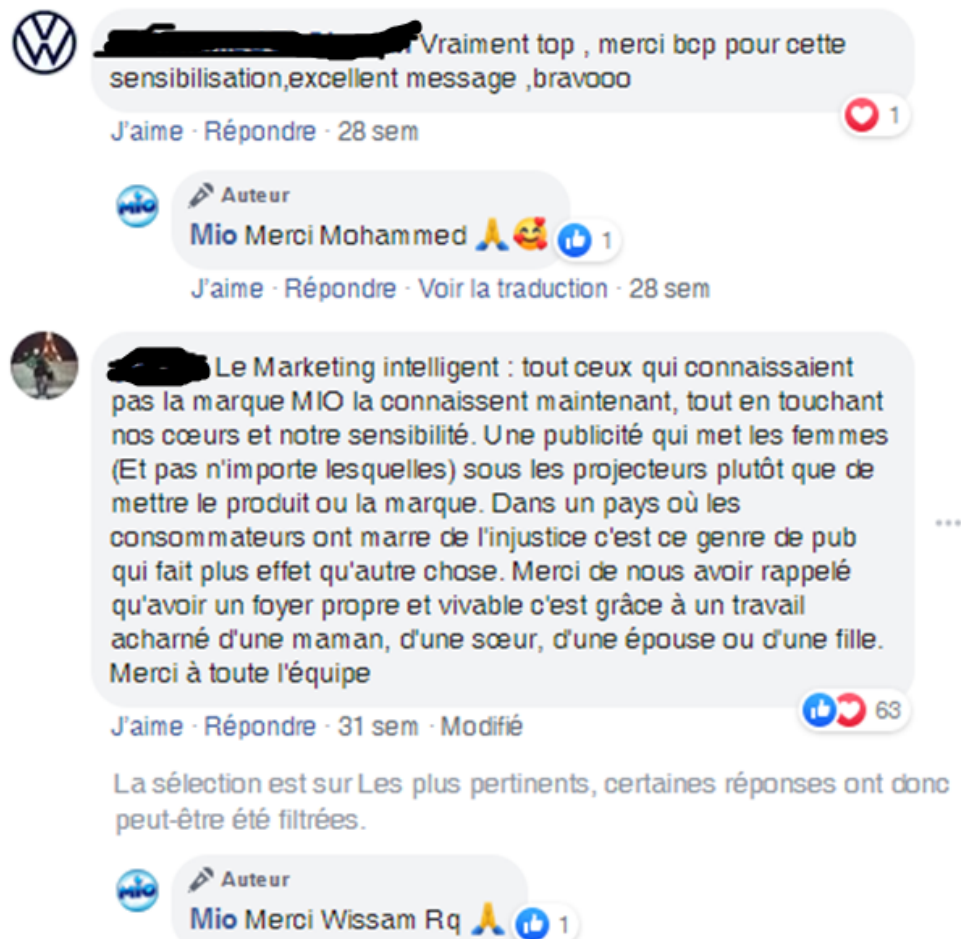 Vraiment top , merci bcp pour cette
sensibilisation,excellent message ,bravooo
1
J'aime · Répondre · 28 sem
Auteur
Mio Merci Mohammed 🙏🥰
1
J'aime · Répondre · Voir la traduction · 28 sem
Le Marketing intelligent : tout ceux qui connaissaient
pas la marque MIO la connaissent maintenant, tout en touchant
nos cœurs et notre sensibilité. Une publicité qui met les femmes
(Et pas n'importe lesquelles) sous les projecteurs plutôt que de
mettre le produit ou la marque. Dans un pays où les
consommateurs ont marre de l'injustice c'est ce genre de pub
qui fait plus effet qu'autre chose. Merci de nous avoir rappelé
qu'avoir un foyer propre et vivable c'est grâce à un travail
acharné d'une maman, d'une sœur, d'une épouse ou d'une fille.
Merci à toute l'équipe
63
J'aime · Répondre · 31 sem · Modifié
La sélection est sur Les plus pertinents, certaines réponses ont donc
peut-être été filtrées.
Auteur
Mio Merci Wissam Rq 🙏
1